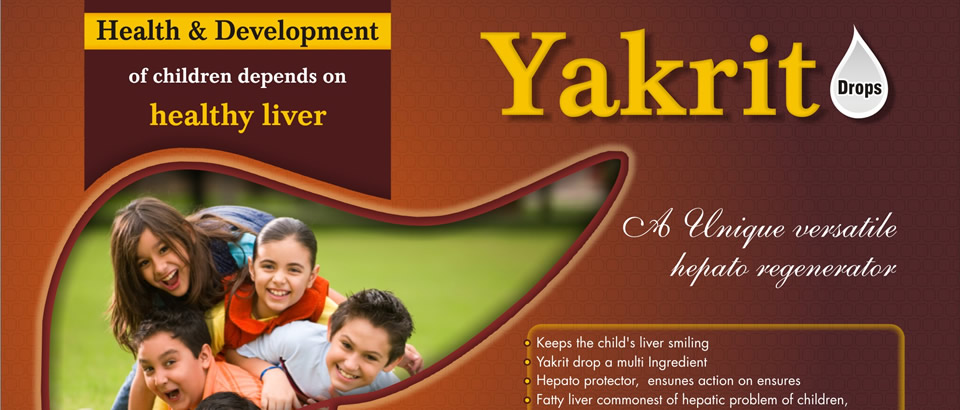 Health & Development
of children depends on
healthy liver
Yakrit
Drops
A Unique versatile
hepato regenerator
Keeps the child's liver smiling
Yakrit drop a multi Ingredient
Hepato protector, ensunes action on ensures
Fatty liver commonest of hepatic problem of children,